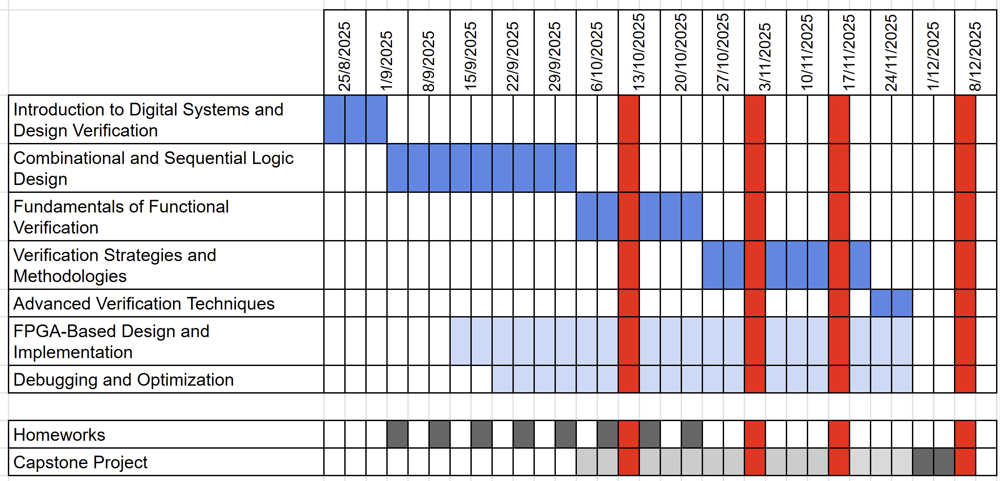 25/8/2025
1/9/2025
8/9/2025
15/9/2025
22/9/2025
29/9/2025
6/10/2025
13/10/2025
20/10/2025
27/10/2025
3/11/2025
10/11/2025
17/11/2025
24/11/2025
1/12/2025
8/12/2025
Introduction to Digital Systems and
Design Verification
Combinational and Sequential Logic
Design
Fundamentals of Functional
Verification
Verification Strategies and
Methodologies
Advanced Verification Techniques
FPGA-Based Design and
Implementation
Debugging and Optimization
Homeworks
Capstone Project